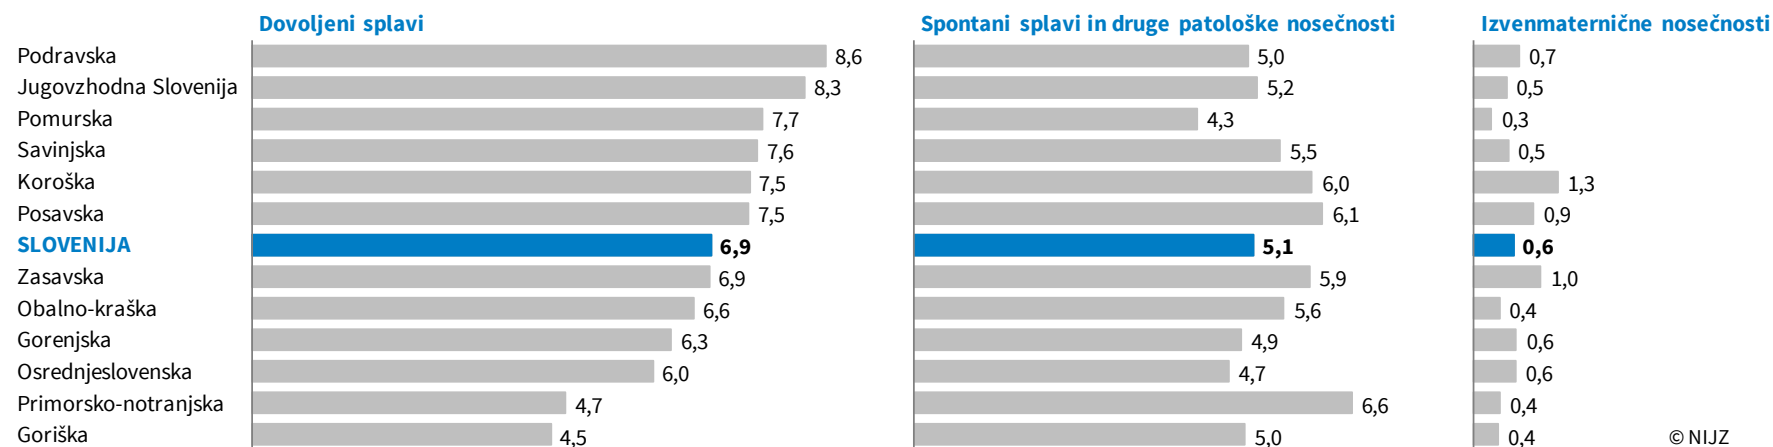 Dovoljeni splavi Spontani splavi in druge patološke nosečnosti Izvenmaternične nosečnosti
Podravska 8,6 5,0 0,7
Jugovzhodna Slovenija 8,3 5,2 0,5
Pomurska 7,7 4,3 0,3
Savinjska 7,6 5,5 0,5
Koroška 7,5 6,0 1,3
Posavska 7,5 6,1 0,9
SLOVENIJA 6,9 5,1 0,6
Zasavska 6,9 5,9 1,0
Obalno-kraška 6,6 5,6 0,4
Gorenjska 6,3 4,9 0,6
Osrednjeslovenska 6,0 4,7 0,6
Primorsko-notranjska 4,7 6,6 0,4
Goriška 4,5 5,0 0,4
© NIJZ